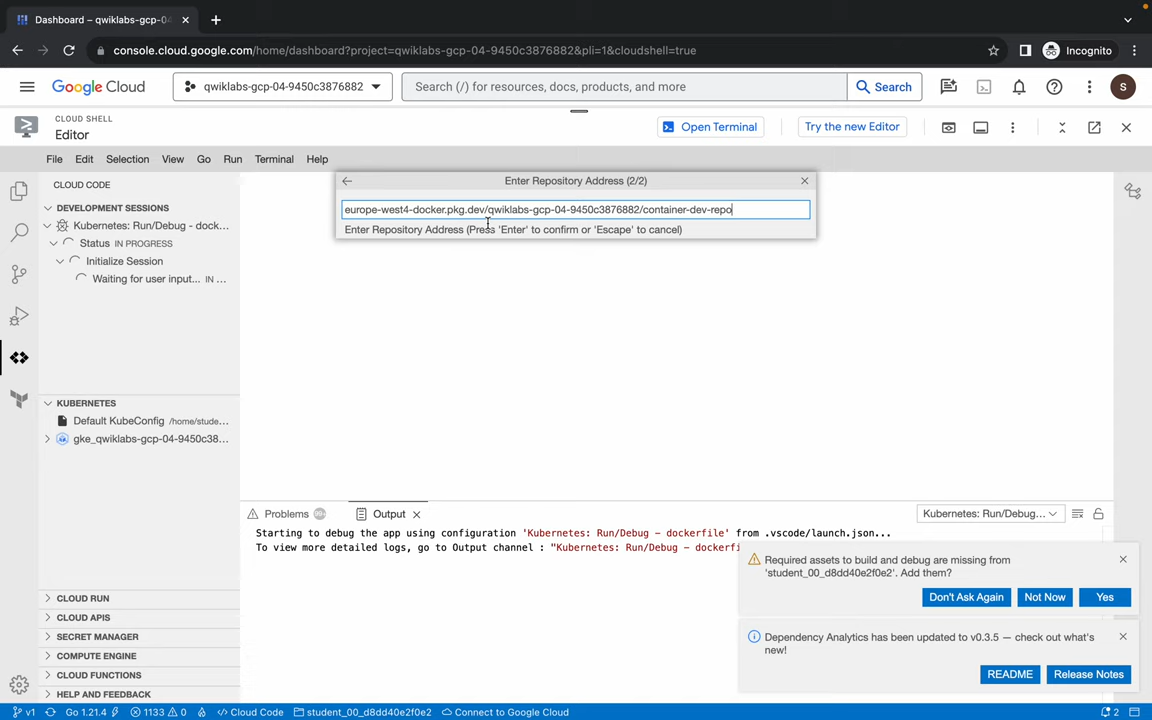 Dashboard – qwiklabs-gcp-04
console.cloud.google.com/home/dashboard?project=qwiklabs-gcp-04-9450c3876882&pli=1&cloudshell=true
Incognito
Google Cloud
qwiklabs-gcp-04-9450c3876882
Search (/) for resources, docs, products, and more
Search
S
CLOUD SHELL
Editor
Open Terminal
Try the new Editor
File Edit Selection View Go Run Terminal Help
CLOUD CODE
DEVELOPMENT SESSIONS
Kubernetes: Run/Debug - dock...
Status IN PROGRESS
Initialize Session
Waiting for user input... IN ...
Enter Repository Address (2/2)
europe-west4-docker.pkg.dev/qwiklabs-gcp-04-9450c3876882/container-dev-repo
Enter Repository Address (Press 'Enter' to confirm or 'Escape' to cancel)
KUBERNETES
Default KubeConfig /home/stude...
gke_qwiklabs-gcp-04-9450c38...
CLOUD RUN
CLOUD APIS
SECRET MANAGER
COMPUTE ENGINE
CLOUD FUNCTIONS
HELP AND FEEDBACK
Problems 99+ Output
Kubernetes: Run/Debug...
Starting to debug the app using configuration 'Kubernetes: Run/Debug - dockerfile' from .vscode/launch.json...
To view more detailed logs, go to Output channel : "Kubernetes: Run/Debug - dockerfi
Required assets to build and debug are missing from
'student_00_d8dd40e2f0e2'. Add them?
Don't Ask Again Not Now Yes
Dependency Analytics has been updated to v0.3.5 — check out what's
new!
README Release Notes
v1 Go 1.21.4 1133 0 Cloud Code student_00_d8dd40e2f0e2 Connect to Google Cloud 2